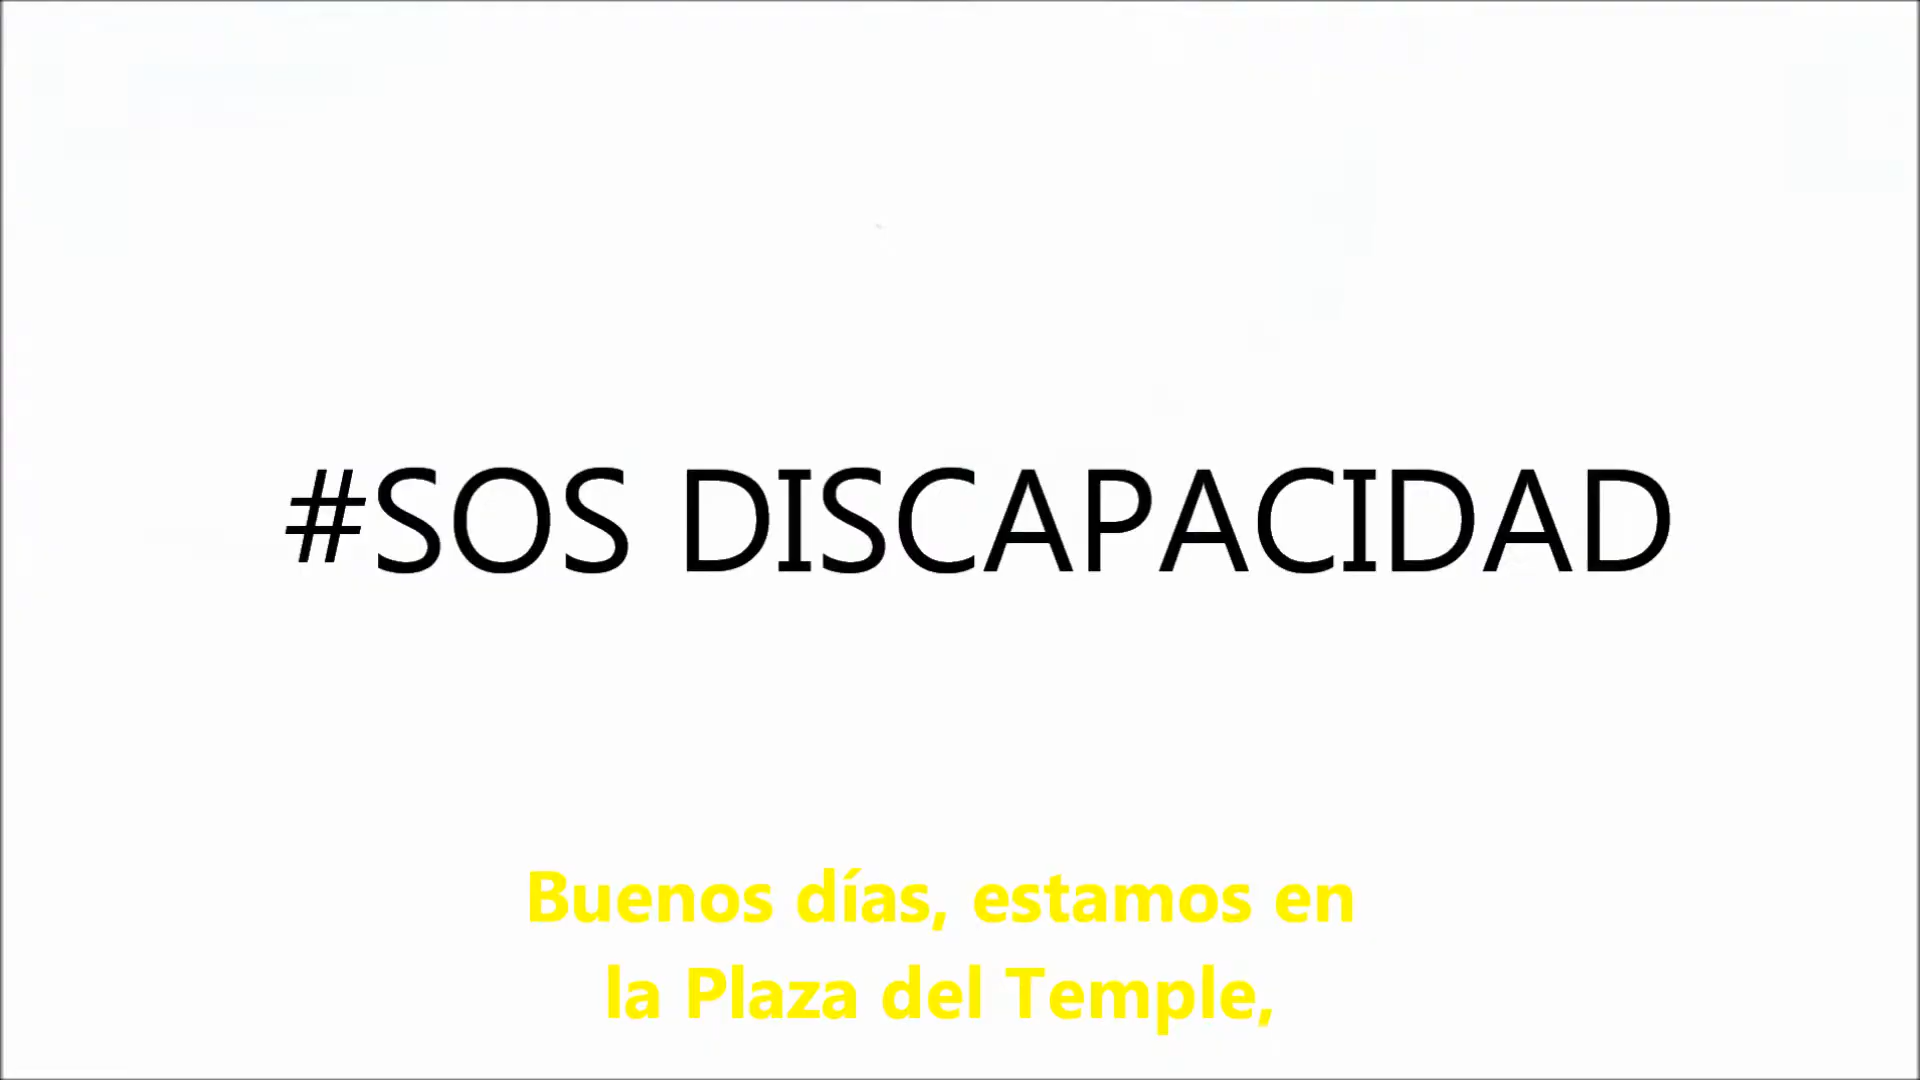 #SOS DISCAPACIDAD
Buenos días, estamos en
la Plaza del Temple,